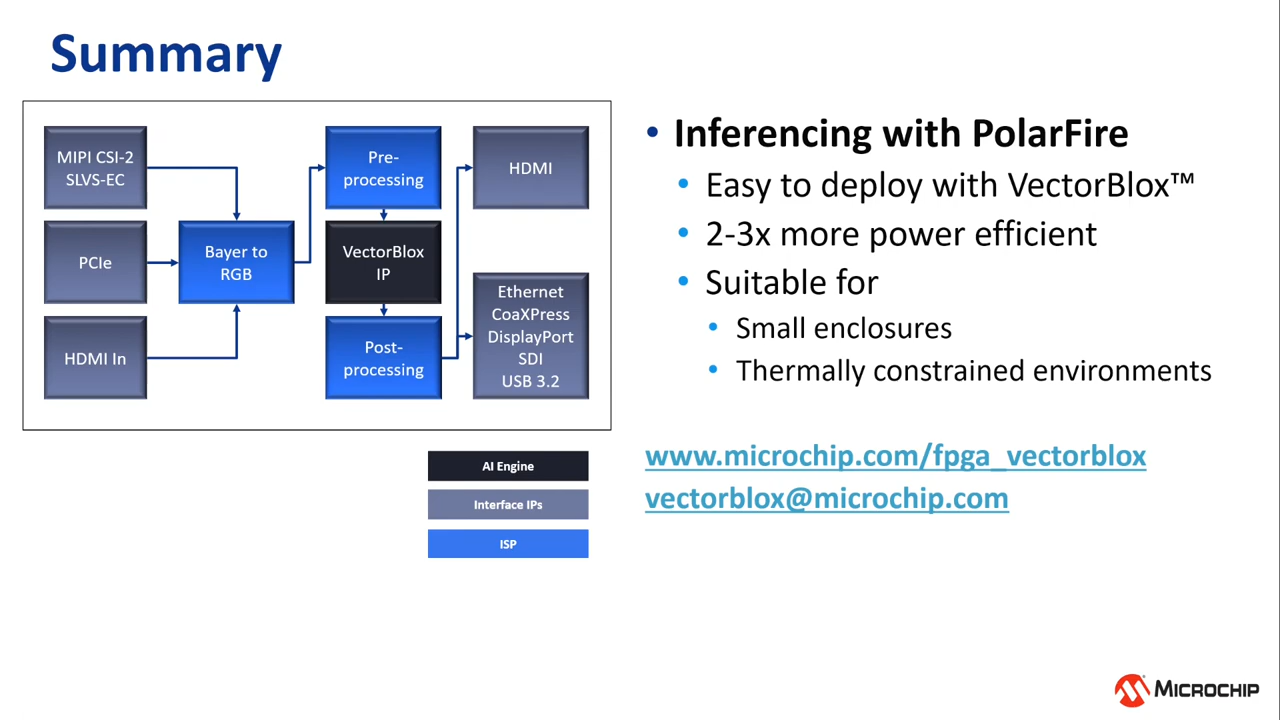 Summary
MIPI CSI-2
SLVS-EC
PCIe
HDMI In
Bayer to
RGB
Pre-
processing
VectorBlox
IP
Post-
processing
HDMI
Ethernet
CoaXPress
DisplayPort
SDI
USB 3.2
AI Engine
Interface IPs
ISP
• Inferencing with PolarFire
• Easy to deploy with VectorBlox™
• 2-3x more power efficient
• Suitable for
• Small enclosures
• Thermally constrained environments
www.microchip.com/fpga_vectorblox
vectorblox@microchip.com
MICROCHIP